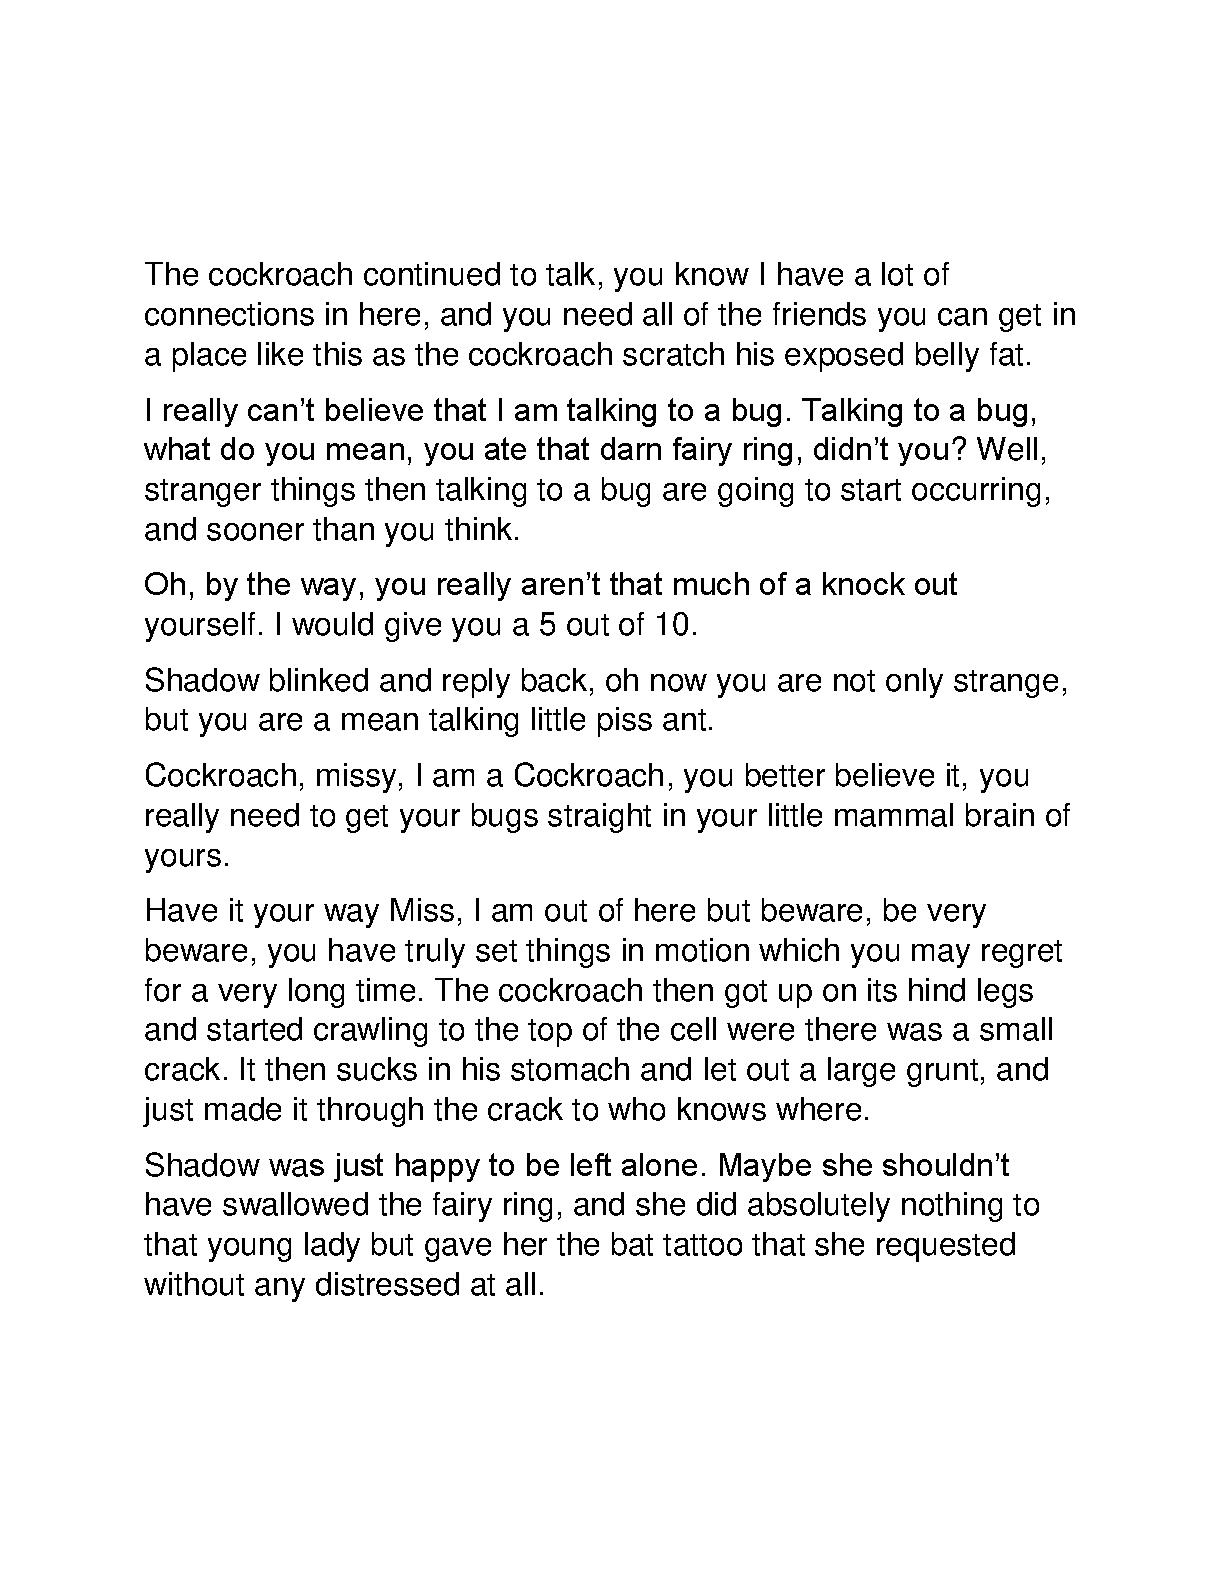 The cockroach continued to talk, you know I have a lot of
connections in here, and you need all of the friends you can get in
a place like this as the cockroach scratch his exposed belly fat.
I really can’t believe that I am talking to a bug. Talking to a bug,
what do you mean, you ate that darn fairy ring, didn’t you? Well,
stranger things then talking to a bug are going to start occurring,
and sooner than you think.
Oh, by the way, you really aren’t that much of a knock out
yourself. I would give you a 5 out of 10.
Shadow blinked and reply back, oh now you are not only strange,
but you are a mean talking little piss ant.
Cockroach, missy, I am a Cockroach, you better believe it, you
really need to get your bugs straight in your little mammal brain of
yours.
Have it your way Miss, I am out of here but beware, be very
beware, you have truly set things in motion which you may regret
for a very long time. The cockroach then got up on its hind legs
and started crawling to the top of the cell were there was a small
crack. It then sucks in his stomach and let out a large grunt, and
just made it through the crack to who knows where.
Shadow was just happy to be left alone. Maybe she shouldn’t
have swallowed the fairy ring, and she did absolutely nothing to
that young lady but gave her the bat tattoo that she requested
without any distressed at all.